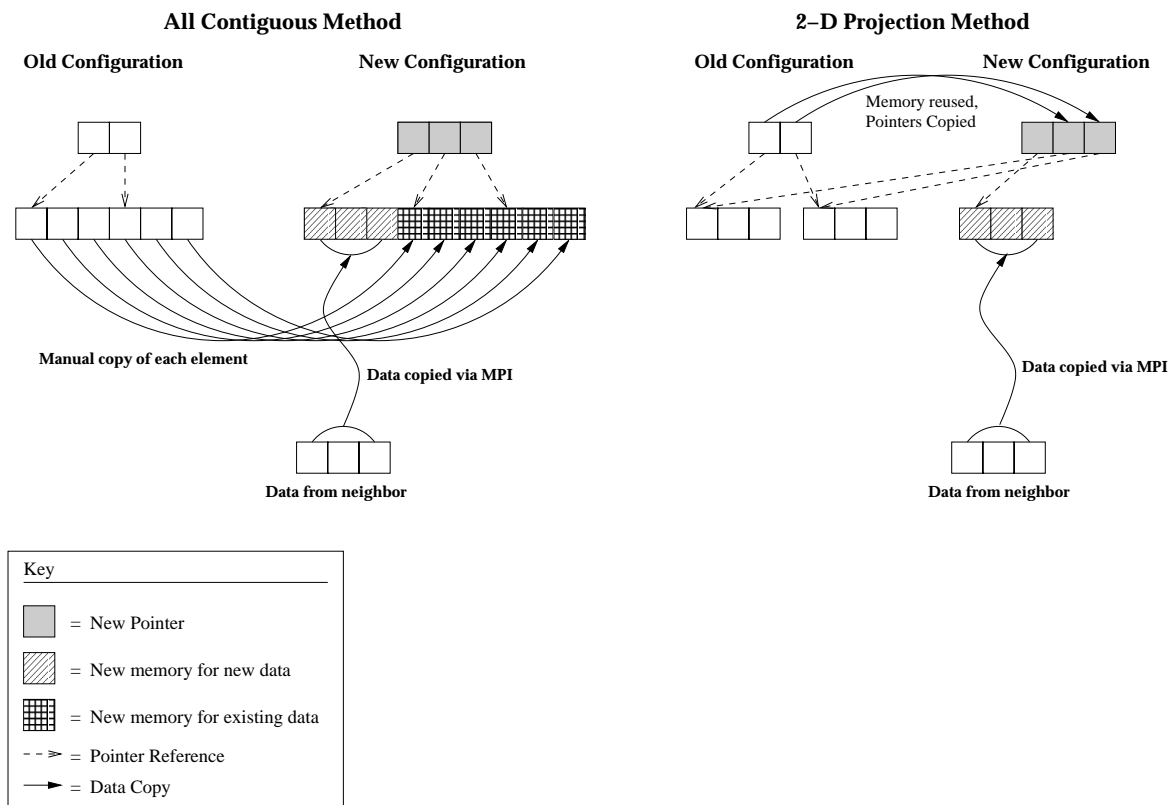 All Contiguous Method
Old Configuration
New Configuration
Manual copy of each element
Data copied via MPI
Data from neighbor
2–D Projection Method
Old Configuration
New Configuration
Memory reused,
Pointers Copied
Data copied via MPI
Data from neighbor
Key
= New Pointer
= New memory for new data
= New memory for existing data
= Pointer Reference
= Data Copy